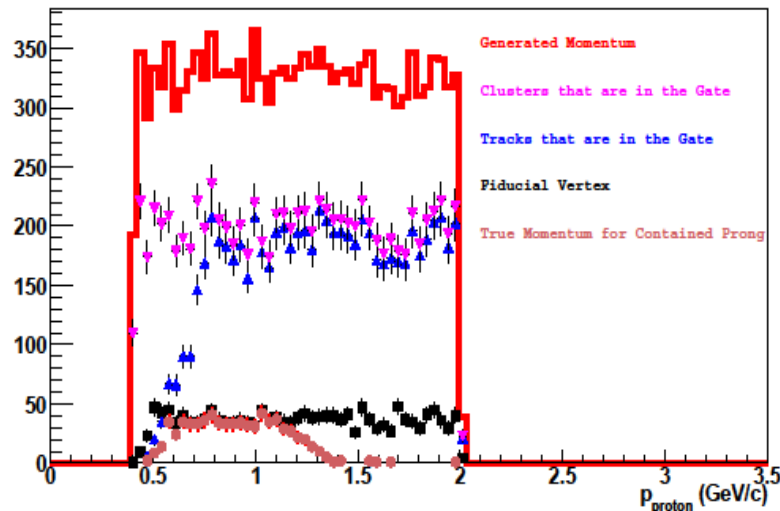 350
300
250
200
150
100
50
0
0 0.5 1 1.5 2 2.5 3 3.5
p_proton (GeV/c)
Generated Momentum
Clusters that are in the Gate
Tracks that are in the Gate
Fiducial Vertex
True Momentum for Contained Prong